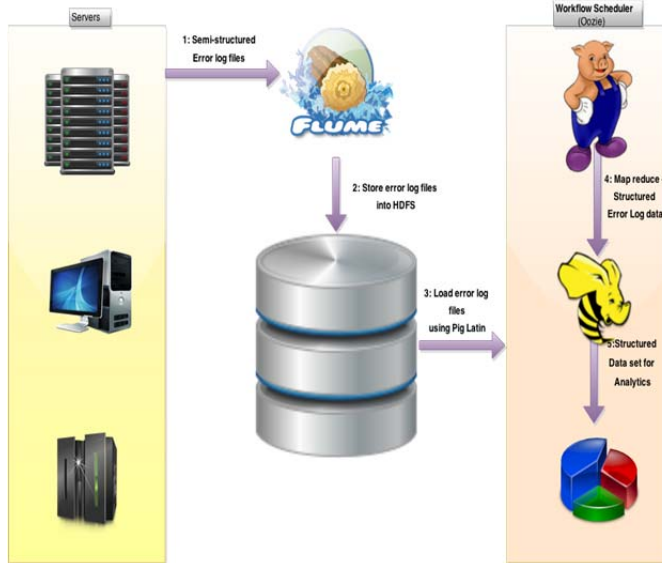 Servers
1: Semi-structured
Error log files
FLUME
2: Store error log files
into HDFS
3: Load error log
files
using Pig Latin
Workflow Scheduler
(Oozie)
4: Map reduce
Structured
Error Log data
5:Structured
Data set for
Analytics